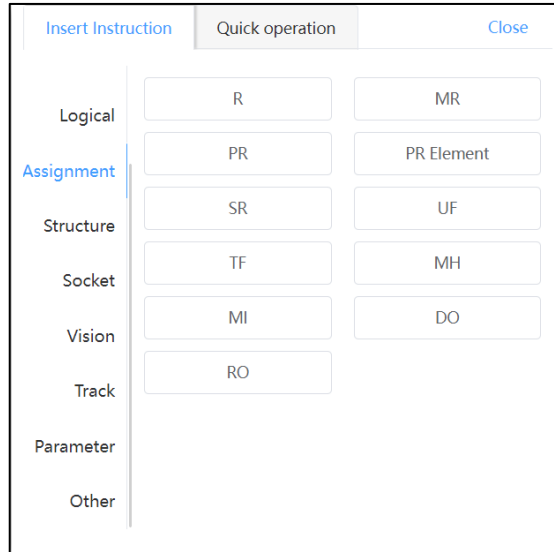 Insert Instruction
Quick operation
Close
Logical
Assignment
Structure
Socket
Vision
Track
Parameter
Other
R
MR
PR
PR Element
SR
UF
TF
MH
MI
DO
RO